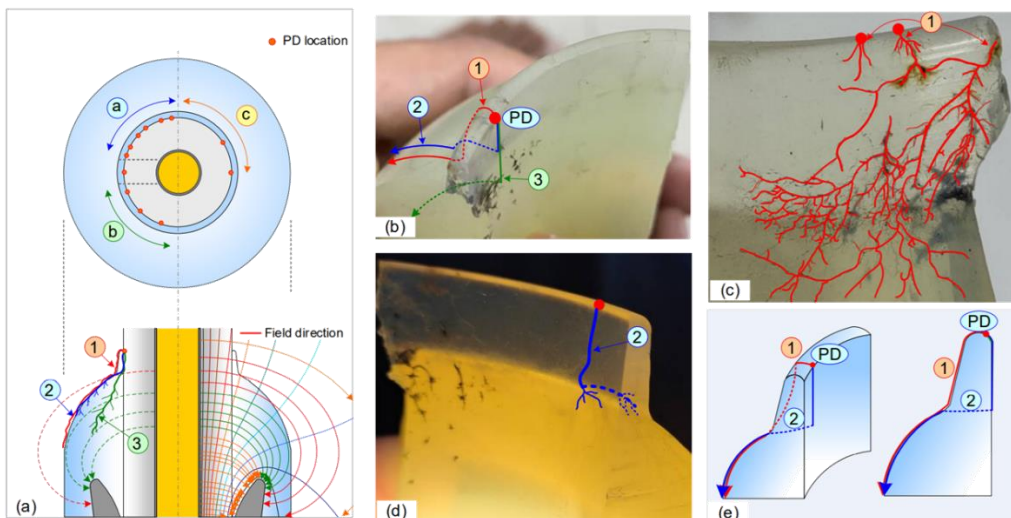 PD location
a
c
b
Field direction
1
2
3
(a)
1
2
PD
3
(b)
1
(c)
2
(d)
1
PD
2
PD
1
2
(e)